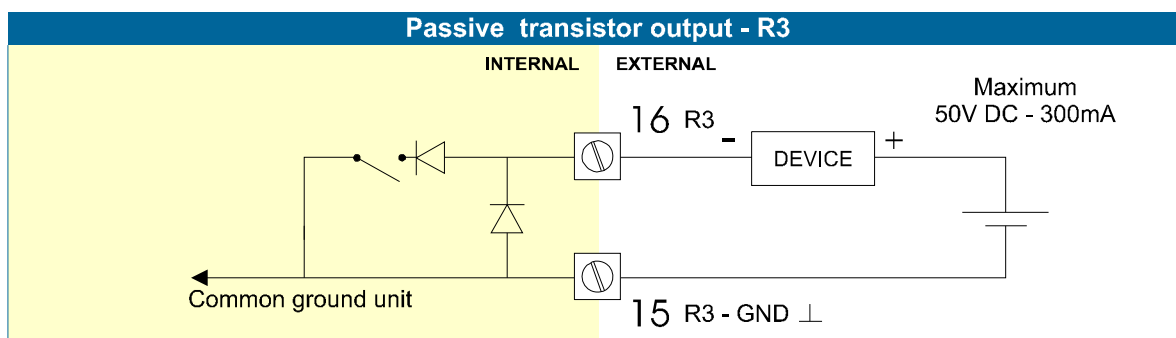 Passive transistor output - R3
INTERNAL EXTERNAL
Maximum
50V DC - 300mA
16 R3
- DEVICE +
Common ground unit
15 R3 - GND ⊥